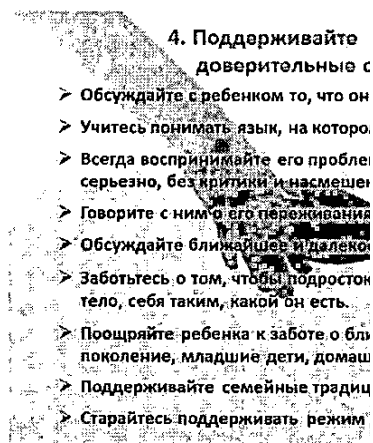 4. Поддерживайте
доверительные с
➢ Обсуждайте с ребенком то, что он
➢ Учитесь понимать язык, на которо
➢ Всегда воспринимайте его пробле
серьезно, без критики и насмеше
➢ Говорите с ним о его переживания
➢ Обсуждайте ближайшее и далеко
➢ Заботьтесь о том, чтобы подросток
тело, себя таким, какой он есть.
➢ Поощряйте ребенка к заботе о бли
поколение, младшие дети, домаш
➢ Поддерживайте семейные традиц
➢ Старайтесь поддерживать режим